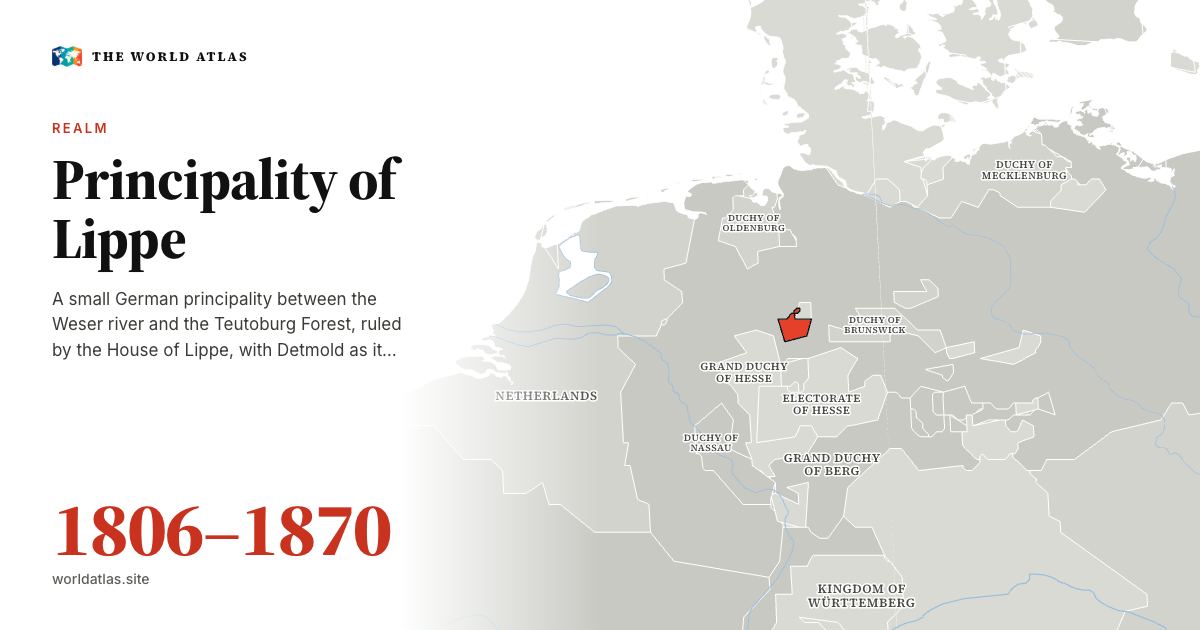 THE WORLD ATLAS
REALM
Principality of
Lippe
A small German principality between the
Weser river and the Teutoburg Forest, ruled
by the House of Lippe, with Detmold as it...
1806–1870
worldatlas.site
DUCHY OF
MECKLENBURG
DUCHY OF
OLDENBURG
DUCHY OF
BRUNSWICK
GRAND DUCHY
OF HESSE
NETHERLANDS
ELECTORATE
OF HESSE
DUCHY OF
NASSAU
GRAND DUCHY
OF BERG
KINGDOM OF
WÜRTTEMBERG